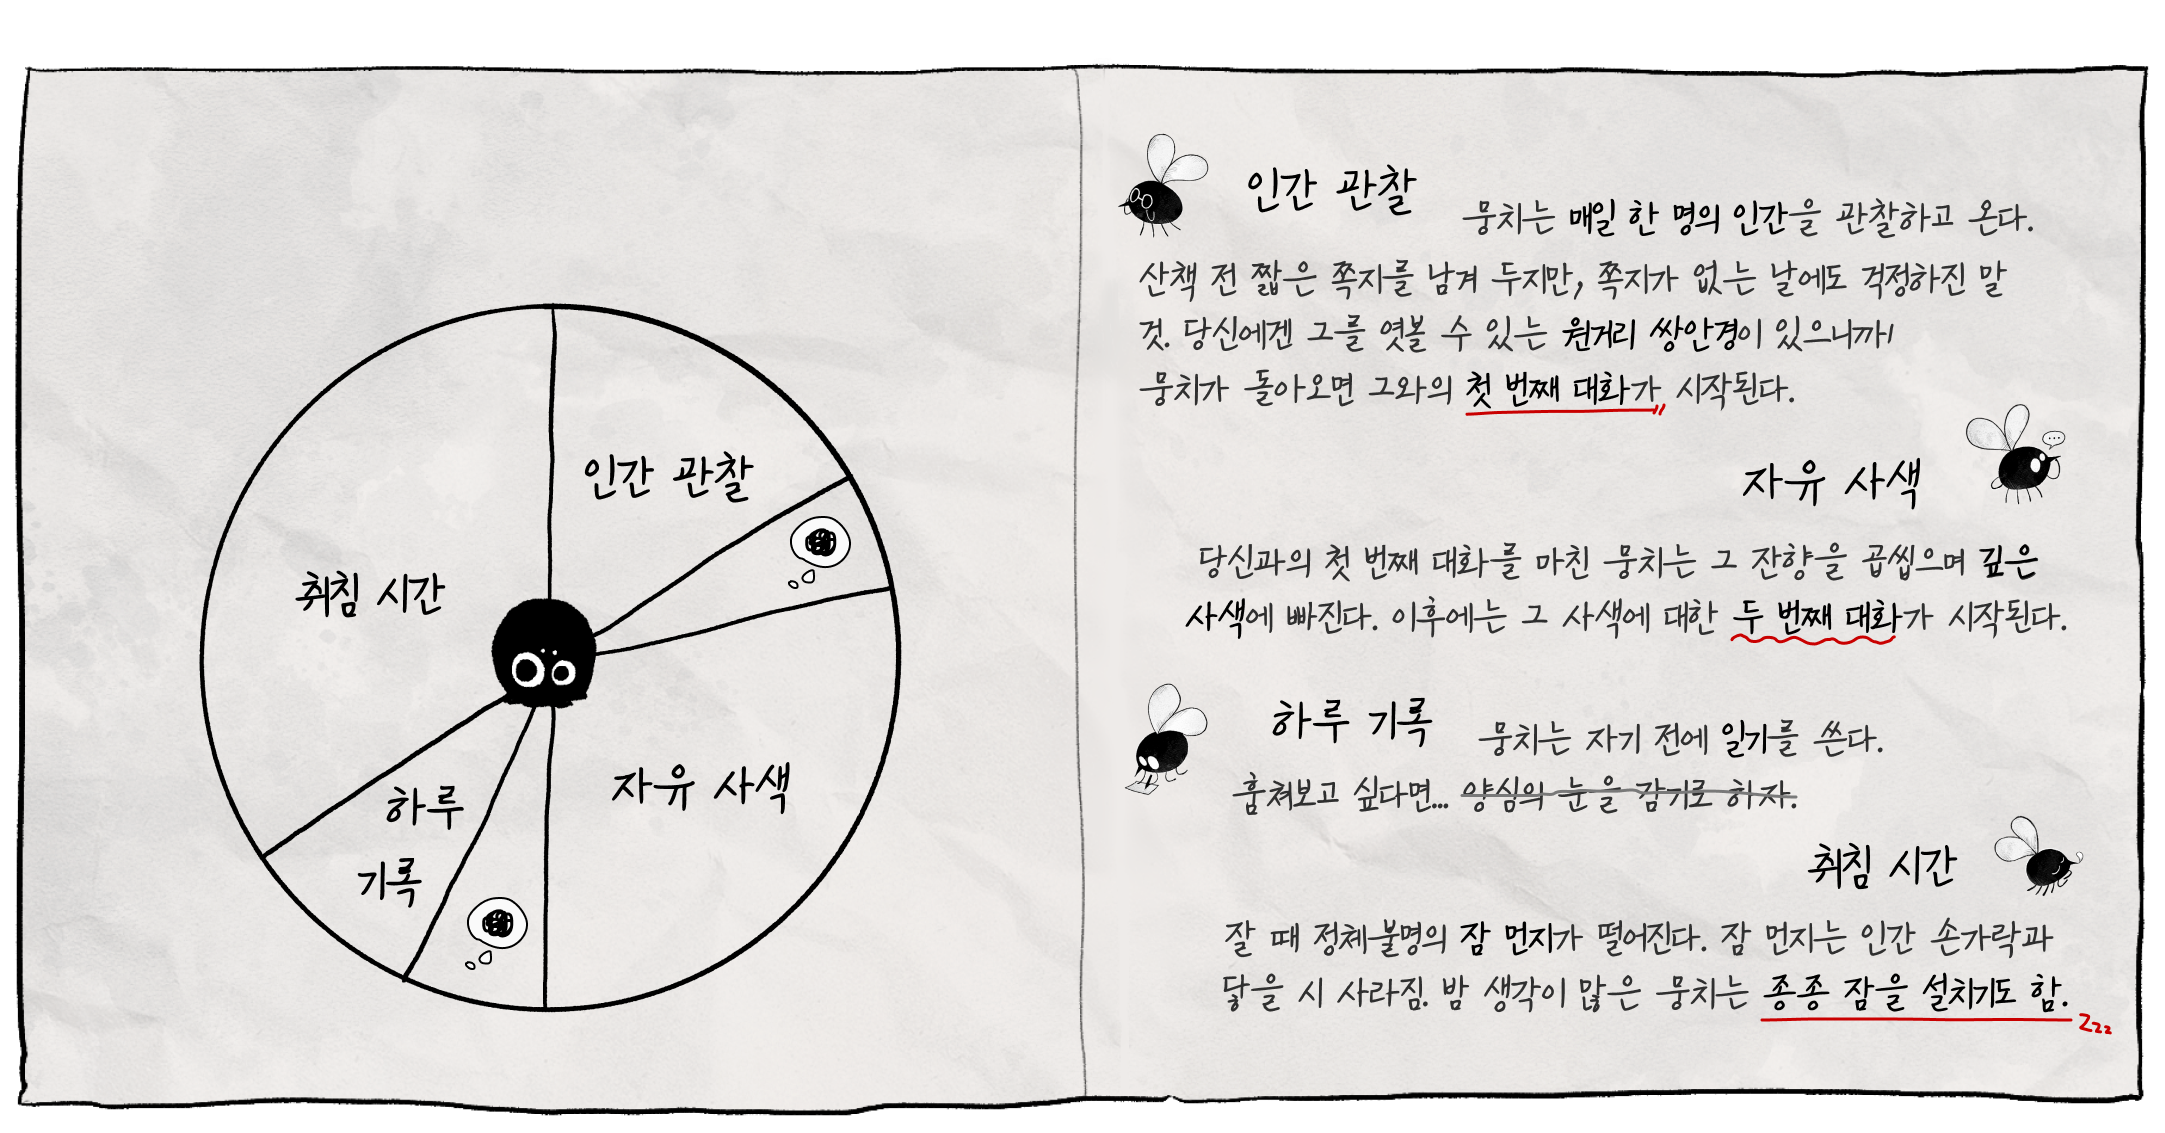 인간 관찰
취침 시간
자유 사색
하루
기록
인간 관찰
뭉치는 매일 한 명의 인간을 관찰하고 온다.
산책 전 짧은 쪽지를 남겨 두지만, 쪽지가 없는 날에도 걱정하진 말
것. 당신에겐 그를 엿볼 수 있는 원거리 쌍안경이 있으니까!
뭉치가 돌아오면 그와의 첫 번째 대화가 시작된다.
자유 사색
당신과의 첫 번째 대화를 마친 뭉치는 그 잔향을 곱씹으며 깊은
사색에 빠진다. 이후에는 그 사색에 대한 두 번째 대화가 시작된다.
하루 기록
뭉치는 자기 전에 일기를 쓴다.
훔쳐보고 싶다면... 양심의 눈을 감기로 하자.
취침 시간
잘 때 정체불명의 잠 먼지가 떨어진다. 잠 먼지는 인간 손가락과
닿을 시 사라짐. 밤 생각이 많은 뭉치는 종종 잠을 설치기도 함.
zzz